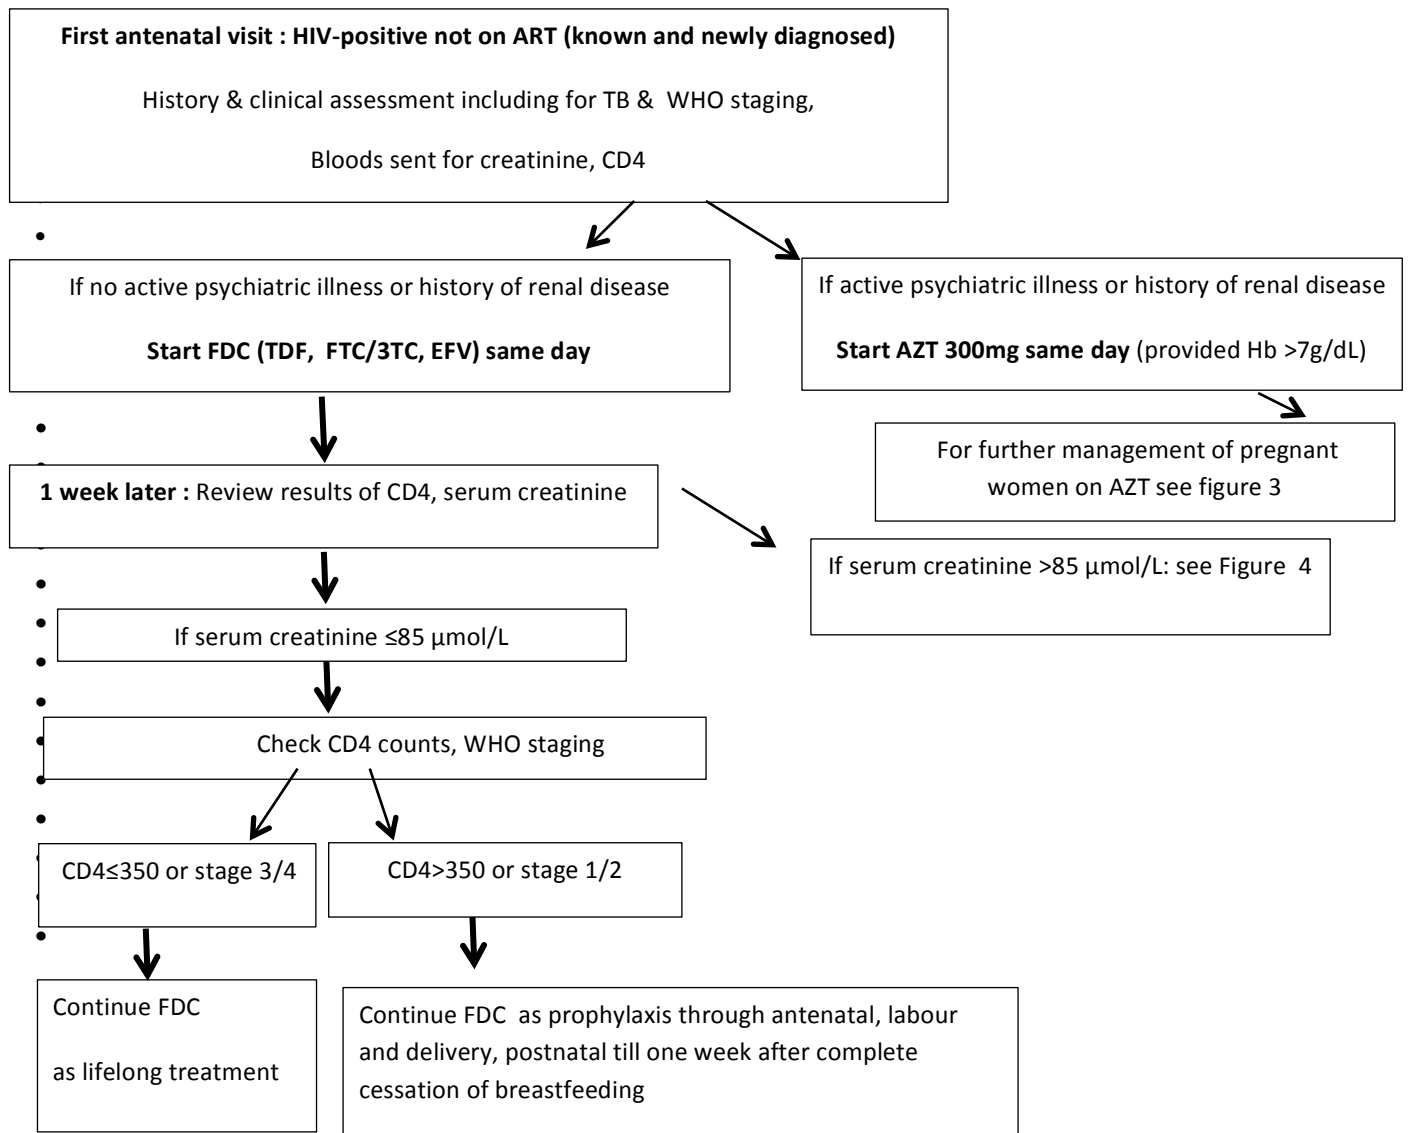 First antenatal visit : HIV-positive not on ART (known and newly diagnosed)
History & clinical assessment including for TB & WHO staging,
Bloods sent for creatinine, CD4
If no active psychiatric illness or history of renal disease
Start FDC (TDF, FTC/3TC, EFV) same day
If active psychiatric illness or history of renal disease
Start AZT 300mg same day (provided Hb >7g/dL)
For further management of pregnant
women on AZT see figure 3
1 week later : Review results of CD4, serum creatinine
If serum creatinine >85 µmol/L: see Figure 4
If serum creatinine ≤85 µmol/L
Check CD4 counts, WHO staging
CD4≤350 or stage 3/4
CD4>350 or stage 1/2
Continue FDC
as lifelong treatment
Continue FDC as prophylaxis through antenatal, labour
and delivery, postnatal till one week after complete
cessation of breastfeeding